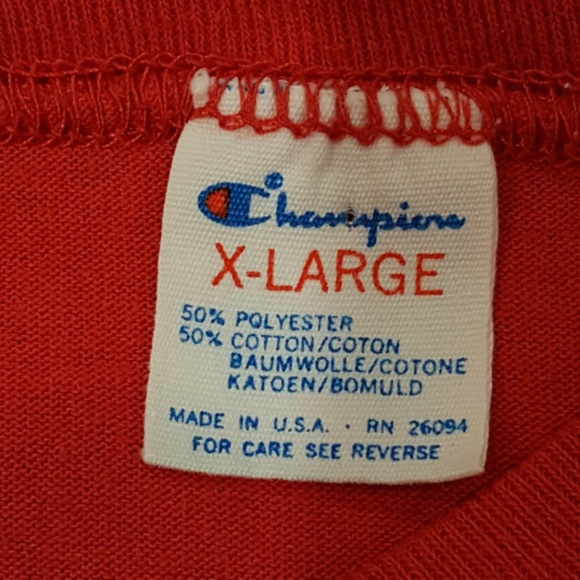 Champion
X-LARGE
50% POLYESTER
50% COTTON/COTON
BAUMWOLLE/COTONE
KATOEN/BOMULD
MADE IN U.S.A. · RN 26094
FOR CARE SEE REVERSE